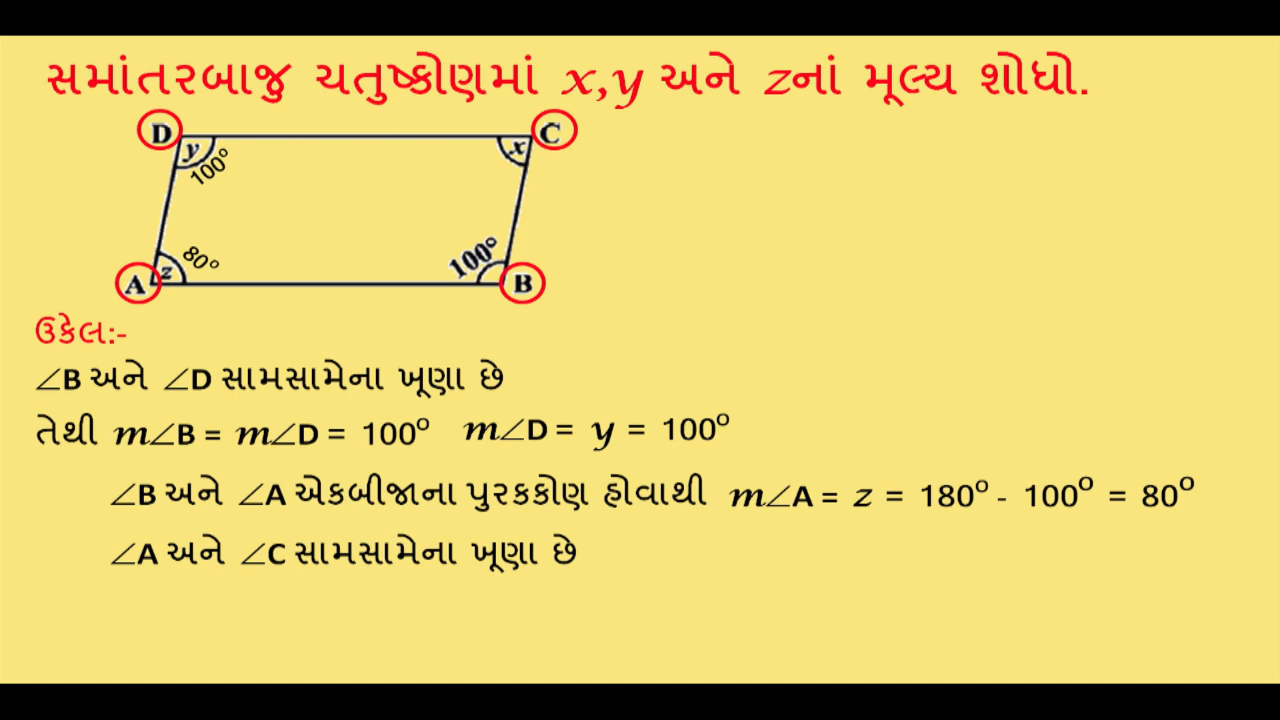 સમાંતરબાજુ ચતુષ્કોણમાં x,y અને zનાં મૂલ્ય શોધો.
D y 100° x C
A z 80° 100° B
ઉકેલ:-
∠B અને ∠D સામસામેના ખૂણા છે
તેથી m∠B = m∠D = 100° m∠D = y = 100°
∠B અને ∠A એકબીજાના પુરકકોણ હોવાથી m∠A = z = 180° - 100° = 80°
∠A અને ∠C સામસામેના ખૂણા છે